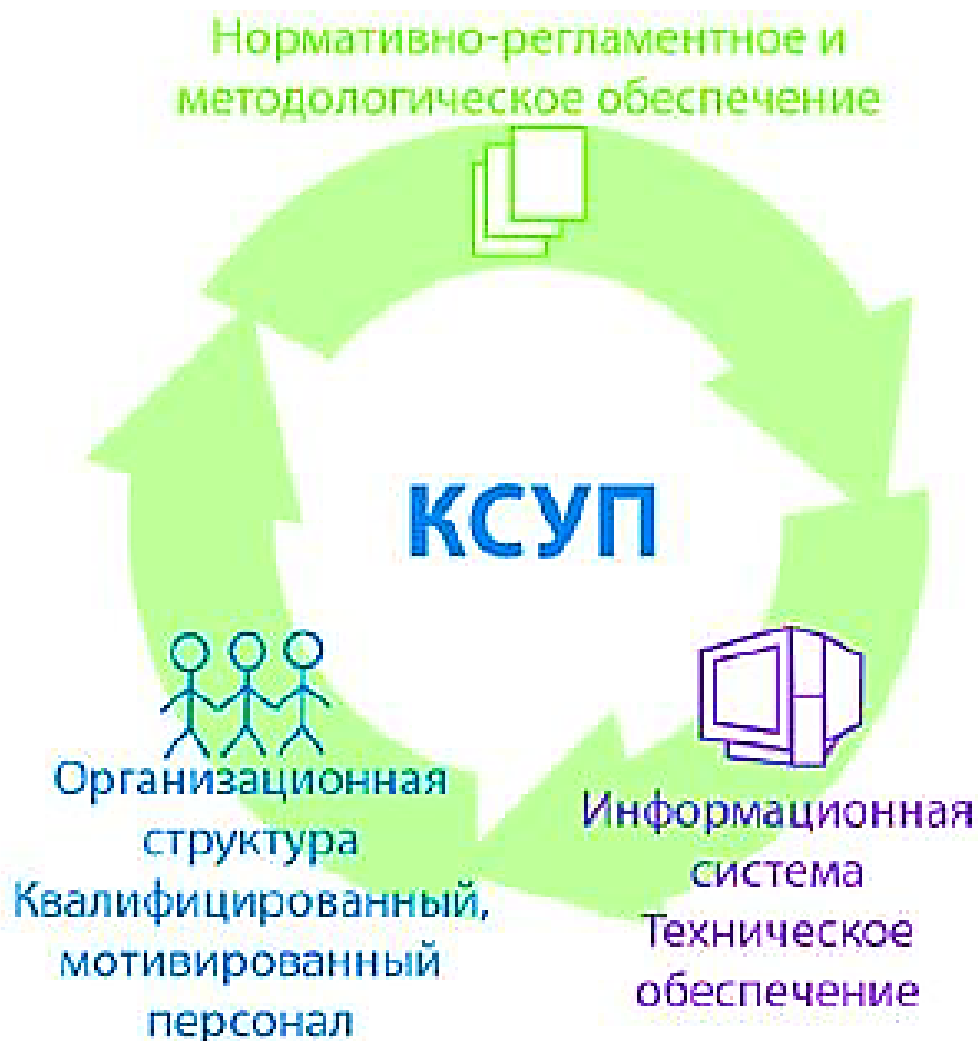 Нормативно-регламентное и
методологическое обеспечение
КСУП
Организационная
структура
Квалифицированный,
мотивированный
персонал
Информационная
система
Техническое
обеспечение